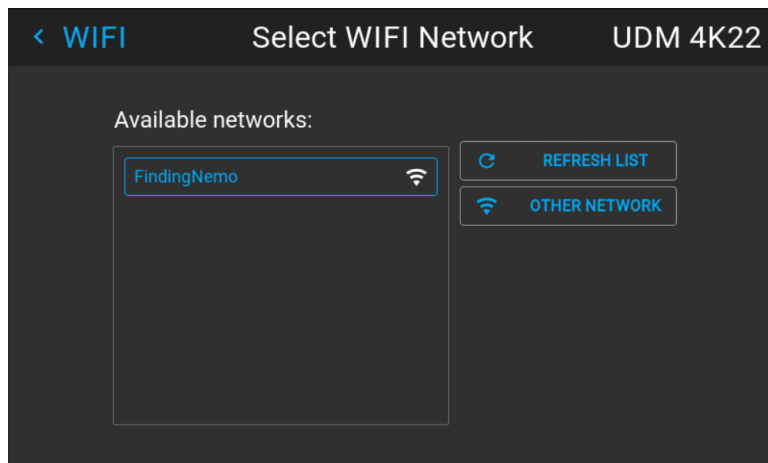 WIFI Select WIFI Network UDM 4K22
Available networks:
FindingNemo
REFRESH LIST
OTHER NETWORK